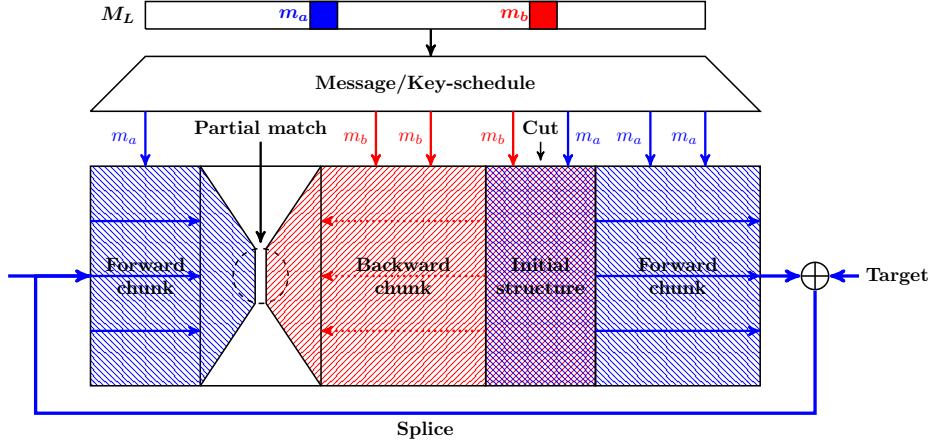 M_L
m_a
m_b
Message/Key-schedule
m_a
Partial match
m_b
m_b
m_b
Cut
m_a
m_a
m_a
Forward
chunk
Backward
chunk
Initial
structure
Forward
chunk
Target
Splice